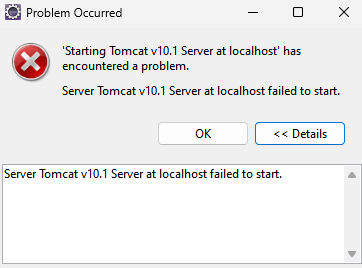 Problem Occurred
'Starting Tomcat v10.1 Server at localhost' has
encountered a problem.
Server Tomcat v10.1 Server at localhost failed to start.
OK
<< Details
Server Tomcat v10.1 Server at localhost failed to start.